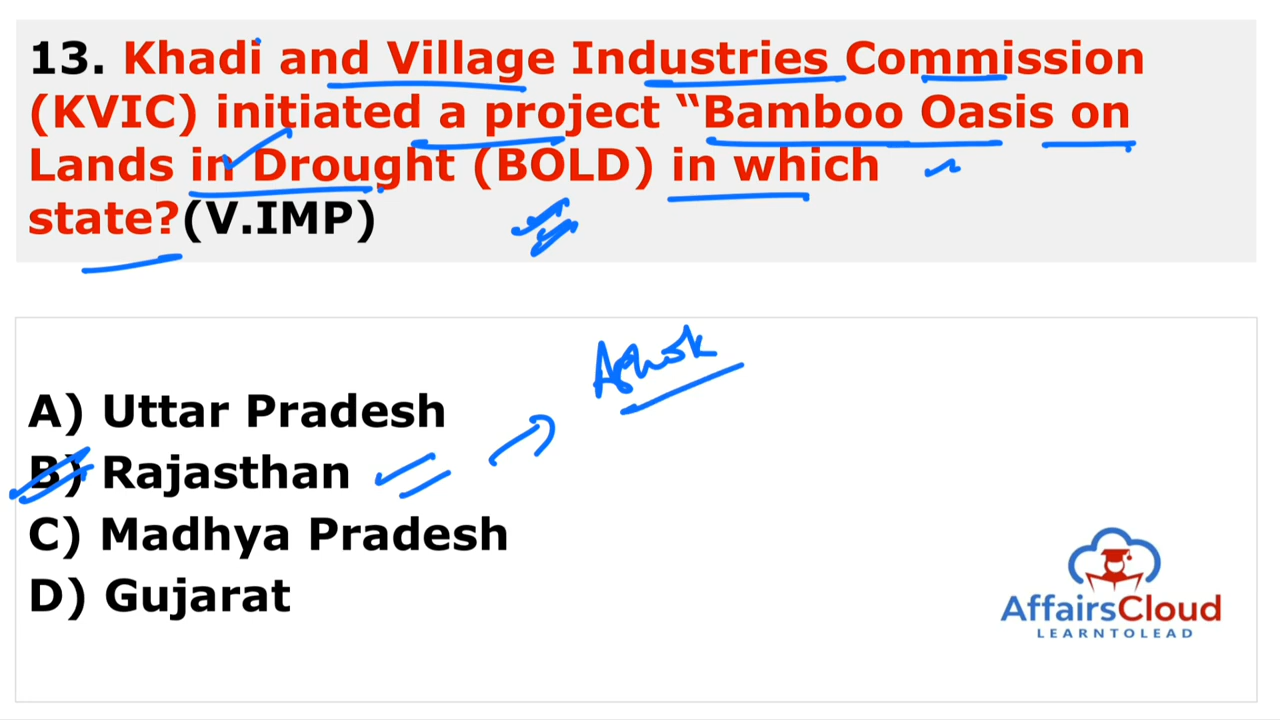 13. Khadi and Village Industries Commission
(KVIC) initiated a project “Bamboo Oasis on
Lands in Drought (BOLD) in which
state?(V.IMP)
Ashok
A) Uttar Pradesh
B) Rajasthan
C) Madhya Pradesh
D) Gujarat
AffairsCloud
LEARNTOLEAD